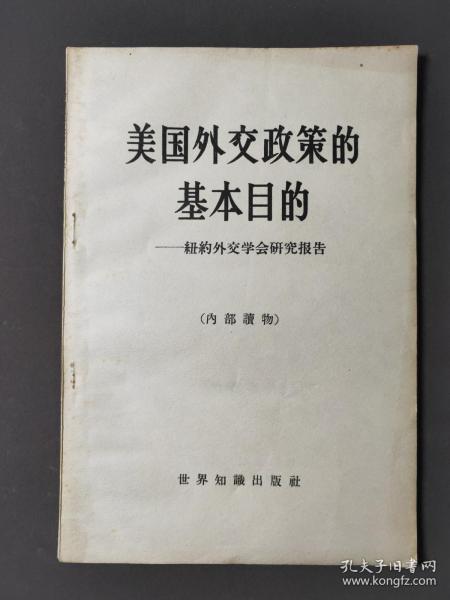 美国外交政策的
基本目的
——紐約外交学会研究报告
(內部讀物)
世界知識出版社
孔夫子旧书网
www.kongfz.com